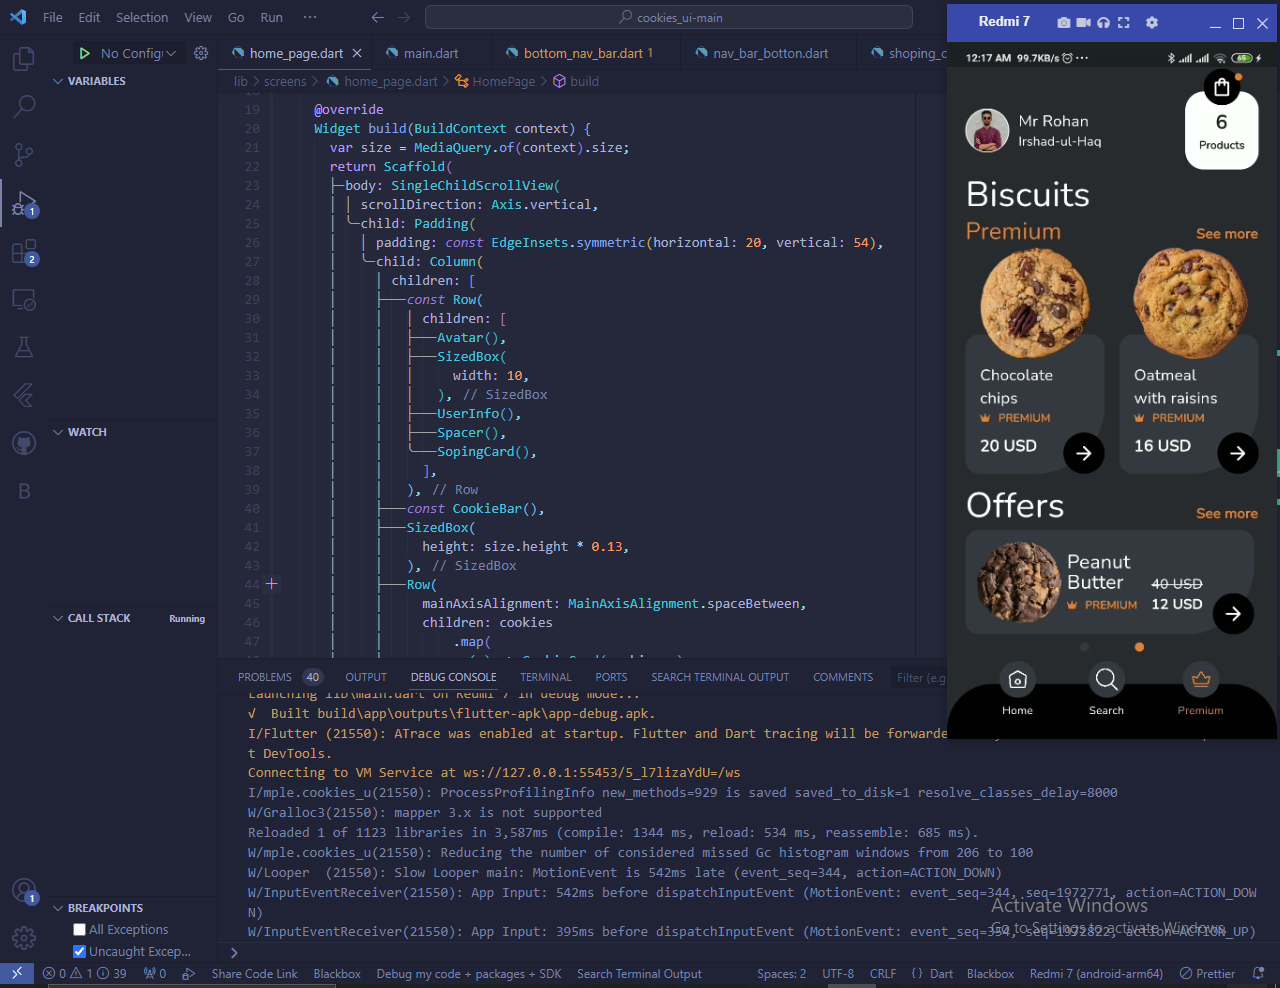 File Edit Selection View Go Run ··· cookies_ui-main
No Config
home_page.dart
main.dart
bottom_nav_bar.dart 1
nav_bar_botton.dart
shoping_c
lib > screens > home_page.dart > HomePage > build
VARIABLES
WATCH
CALL STACK Running
BREAKPOINTS
All Exceptions
Uncaught Excep...
19 @override
20 Widget build(BuildContext context) {
21 var size = MediaQuery.of(context).size;
22 return Scaffold(
23 body: SingleChildScrollView(
24 scrollDirection: Axis.vertical,
25 child: Padding(
26 padding: const EdgeInsets.symmetric(horizontal: 20, vertical: 54),
27 child: Column(
28 children: [
29 const Row(
30 children: [
31 Avatar(),
32 SizedBox(
33 width: 10,
34 ), // SizedBox
35 UserInfo(),
36 Spacer(),
37 SopingCard(),
38 ],
39 ), // Row
40 const CookieBar(),
41 SizedBox(
42 height: size.height * 0.13,
43 ), // SizedBox
44 Row(
45 mainAxisAlignment: MainAxisAlignment.spaceBetween,
46 children: cookies
47 .map(
PROBLEMS 40 OUTPUT DEBUG CONSOLE TERMINAL PORTS SEARCH TERMINAL OUTPUT COMMENTS Filter (e.g
Launching lib\main.dart on Redmi 7 in debug mode...
√ Built build\app\outputs\flutter-apk\app-debug.apk.
I/Flutter (21550): ATrace was enabled at startup. Flutter and Dart tracing will be forwarde
t DevTools.
Connecting to VM Service at ws://127.0.0.1:55453/5_l7lizaYdU=/ws
I/mple.cookies_u(21550): ProcessProfilingInfo new_methods=929 is saved saved_to_disk=1 resolve_classes_delay=8000
W/Gralloc3(21550): mapper 3.x is not supported
Reloaded 1 of 1123 libraries in 3,587ms (compile: 1344 ms, reload: 534 ms, reassemble: 685 ms).
W/mple.cookies_u(21550): Reducing the number of considered missed Gc histogram windows from 206 to 100
W/Looper (21550): Slow Looper main: MotionEvent is 542ms late (event_seq=344, action=ACTION_DOWN)
W/InputEventReceiver(21550): App Input: 542ms before dispatchInputEvent (MotionEvent: event_seq=344, seq=1972771, action=ACTION_DOW
N)
W/InputEventReceiver(21550): App Input: 395ms before dispatchInputEvent (MotionEvent: event_seq=354, seq=1972822, action=ACTION_UP)
Activate Windows
Go to Settings to activate Windows.
0 1 39 0 Share Code Link Blackbox Debug my code + packages + SDK Search Terminal Output Spaces: 2 UTF-8 CRLF {} Dart Blackbox Redmi 7 (android-arm64) Prettier
1
2
1
B
Redmi 7
12:17 AM 99.7KB/s ··· 65
Mr Rohan
Irshad-ul-Haq
6
Products
Biscuits
Premium See more
Chocolate
chips
PREMIUM
20 USD
Oatmeal
with raisins
PREMIUM
16 USD
Offers See more
Peanut
Butter
PREMIUM
40 USD
12 USD
Home Search Premium